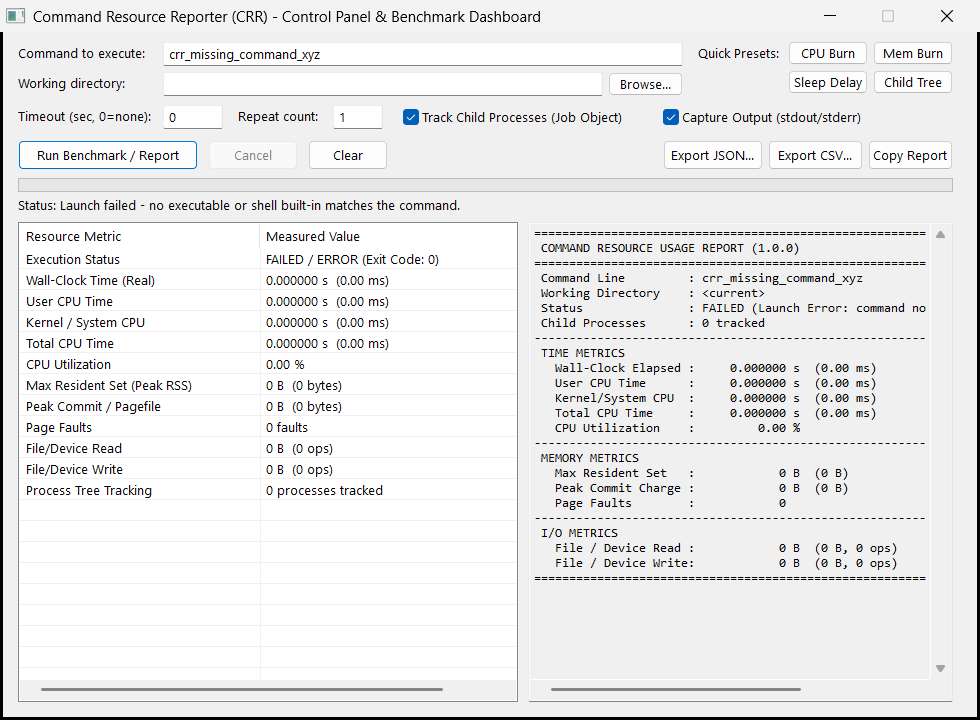 Command Resource Reporter (CRR) - Control Panel & Benchmark Dashboard
Command to execute: crr_missing_command_xyz Quick Presets: CPU Burn Mem Burn
Working directory: Browse... Sleep Delay Child Tree
Timeout (sec, 0=none): 0 Repeat count: 1 Track Child Processes (Job Object) Capture Output (stdout/stderr)
Run Benchmark / Report Cancel Clear Export JSON... Export CSV... Copy Report
Status: Launch failed - no executable or shell built-in matches the command.
Resource Metric Measured Value
Execution Status FAILED / ERROR (Exit Code: 0)
Wall-Clock Time (Real) 0.000000 s (0.00 ms)
User CPU Time 0.000000 s (0.00 ms)
Kernel / System CPU 0.000000 s (0.00 ms)
Total CPU Time 0.000000 s (0.00 ms)
CPU Utilization 0.00 %
Max Resident Set (Peak RSS) 0 B (0 bytes)
Peak Commit / Pagefile 0 B (0 bytes)
Page Faults 0 faults
File/Device Read 0 B (0 ops)
File/Device Write 0 B (0 ops)
Process Tree Tracking 0 processes tracked
========================================================
COMMAND RESOURCE USAGE REPORT (1.0.0)
========================================================
Command Line : crr_missing_command_xyz
Working Directory : <current>
Status : FAILED (Launch Error: command no
Child Processes : 0 tracked
--------------------------------------------------------
TIME METRICS
Wall-Clock Elapsed : 0.000000 s (0.00 ms)
User CPU Time : 0.000000 s (0.00 ms)
Kernel/System CPU : 0.000000 s (0.00 ms)
Total CPU Time : 0.000000 s (0.00 ms)
CPU Utilization : 0.00 %
--------------------------------------------------------
MEMORY METRICS
Max Resident Set : 0 B (0 B)
Peak Commit Charge : 0 B (0 B)
Page Faults : 0
--------------------------------------------------------
I/O METRICS
File / Device Read : 0 B (0 B, 0 ops)
File / Device Write: 0 B (0 B, 0 ops)
========================================================